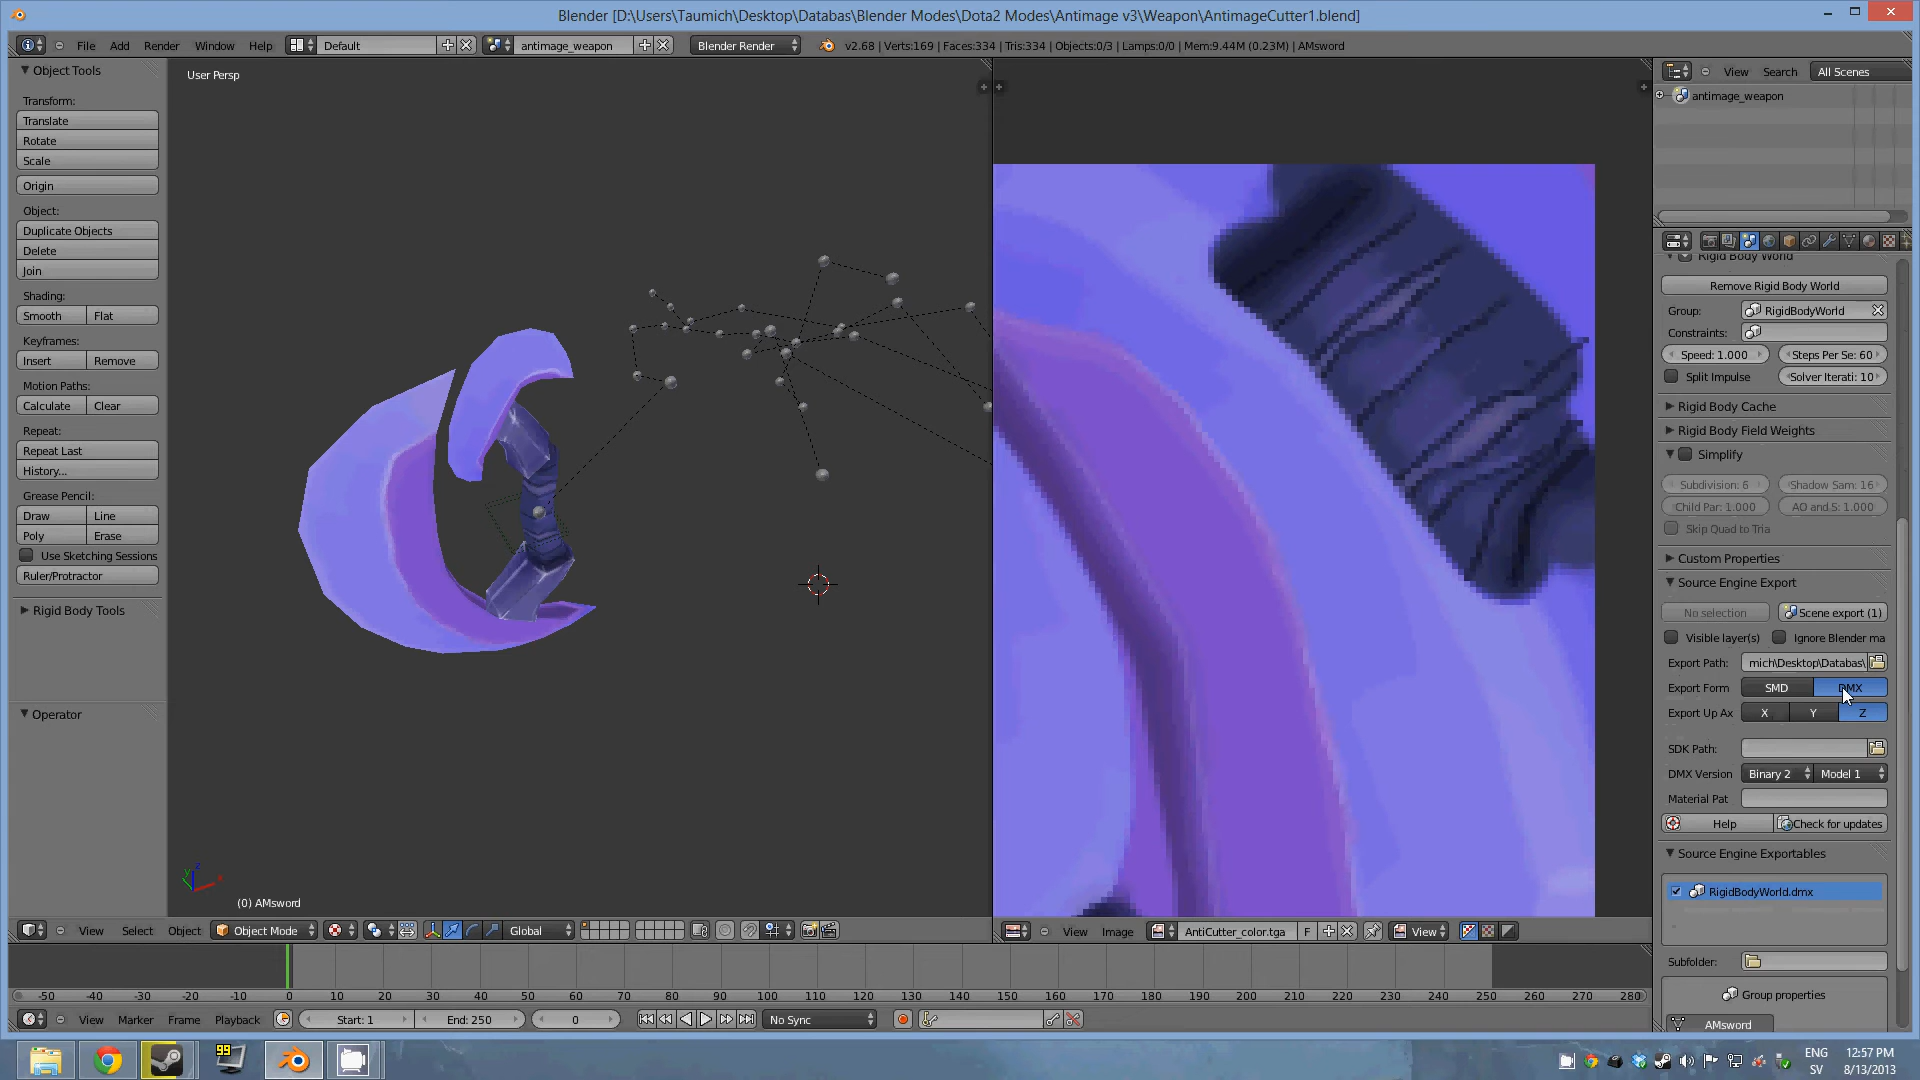 Blender [D:\Users\Taumich\Desktop\Databas\Blender Modes\Dota2 Modes\Antimage v3\Weapon\AntimageCutter1.blend]
File Add Render Window Help Default antimage_weapon Blender Render v2.68 | Verts:169 | Faces:334 | Tris:334 | Objects:0/3 | Lamps:0/0 | Mem:9.44M (0.23M) | AMsword
Object Tools
Transform:
Translate
Rotate
Scale
Origin
Object:
Duplicate Objects
Delete
Join
Shading:
Smooth Flat
Keyframes:
Insert Remove
Motion Paths:
Calculate Clear
Repeat:
Repeat Last
History...
Grease Pencil:
Draw Line
Poly Erase
Use Sketching Sessions
Ruler/Protractor
Rigid Body Tools
Operator
User Persp
(0) AMsword
View Select Object Object Mode Global
View Image AntiCutter_color.tga F View
View Search All Scenes
antimage_weapon
Rigid Body World
Remove Rigid Body World
Group: RigidBodyWorld
Constraints:
Speed: 1.000 Steps Per Se: 60
Split Impulse Solver Iterati: 10
Rigid Body Cache
Rigid Body Field Weights
Simplify
Subdivision: 6 Shadow Sam: 16
Child Par: 1.000 AO and S: 1.000
Skip Quad to Tria
Custom Properties
Source Engine Export
No selection Scene export (1)
Visible layer(s) Ignore Blender ma
Export Path: mich\Desktop\Databas\
Export Form SMD DMX
Export Up Ax X Y Z
SDK Path:
DMX Version Binary 2 Model 1
Material Pat
Help Check for updates
Source Engine Exportables
RigidBodyWorld.dmx
Subfolder:
Group properties
AMsword
-50 -40 -30 -20 -10 0 10 20 30 40 50 60 70 80 90 100 110 120 130 140 150 160 170 180 190 200 210 220 230 240 250 260 270 280
View Marker Frame Playback Start: 1 End: 250 0 No Sync
99
ENG
SV
12:57 PM
8/13/2013